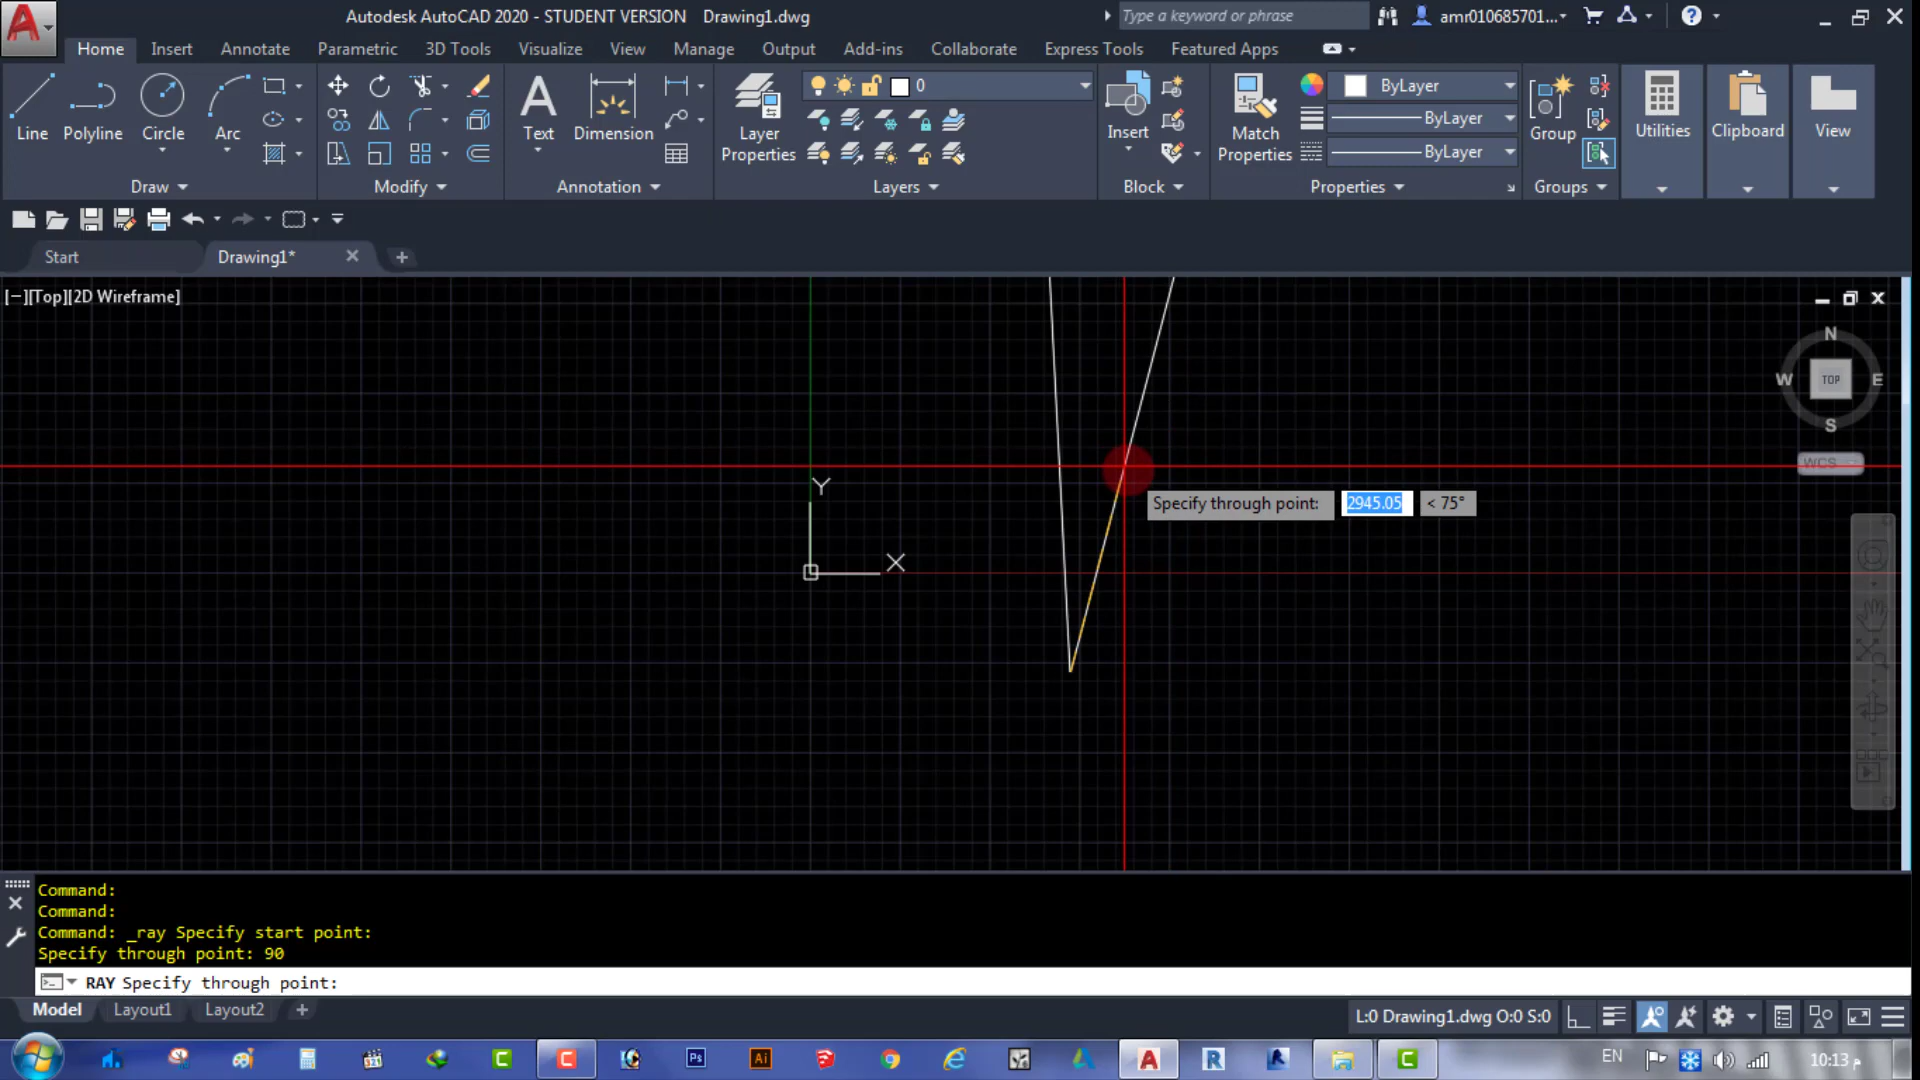 Autodesk AutoCAD 2020 - STUDENT VERSION    Drawing1.dwg
Type a keyword or phrase
amr010685701...
Home Insert Annotate Parametric 3D Tools Visualize View Manage Output Add-ins Collaborate Express Tools Featured Apps
0
ByLayer
ByLayer
ByLayer
Line Polyline Circle Arc
Text Dimension
Layer Properties
Insert
Match Properties
Group
Utilities Clipboard View
Draw Modify Annotation Layers Block Properties Groups
Start
Drawing1*
[−][Top][2D Wireframe]
N
W TOP E
S
WCS
Y
X
Specify through point: 2945.05 < 75°
Command:
Command:
Command: _ray Specify start point:
Specify through point: 90
RAY Specify through point:
Model Layout1 Layout2
L:0 Drawing1.dwg O:0 S:0
Ps
Ai
EN
10:13 م